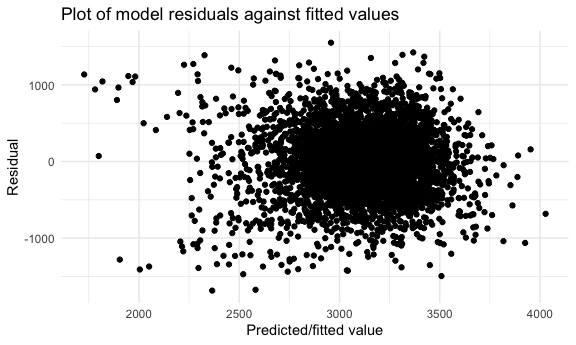 Plot of model residuals against fitted values
1000
0
-1000
Residual
2000 2500 3000 3500 4000
Predicted/fitted value